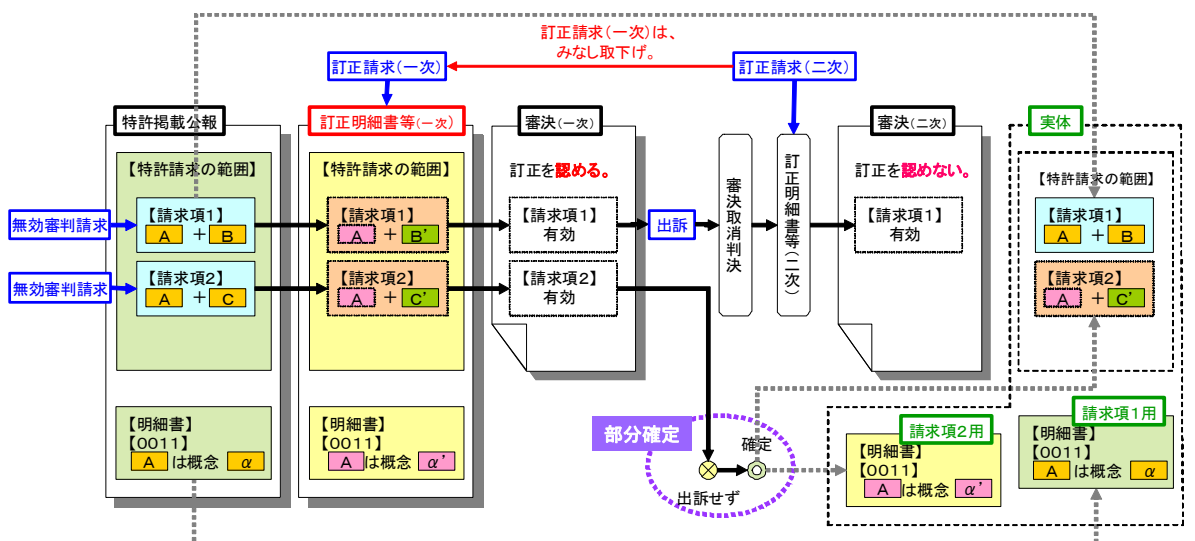 訂正請求(一次)は、
みなし取下げ。
訂正請求(一次)
訂正請求(二次)
特許掲載公報
【特許請求の範囲】
無効審判請求
【請求項1】
A + B
無効審判請求
【請求項2】
A + C
【明細書】
【0011】
A は概念 α
訂正明細書等(一次)
【特許請求の範囲】
【請求項1】
A + B'
【請求項2】
A + C'
【明細書】
【0011】
A は概念 α'
審決(一次)
訂正を認める。
【請求項1】
有効
【請求項2】
有効
出訴
審決取消判決
訂正明細書等(二次)
審決(二次)
訂正を認めない。
【請求項1】
有効
部分確定
確定
出訴せず
実体
【特許請求の範囲】
【請求項1】
A + B
【請求項2】
A + C'
請求項2用
【明細書】
【0011】
A は概念 α'
請求項1用
【明細書】
【0011】
A は概念 α